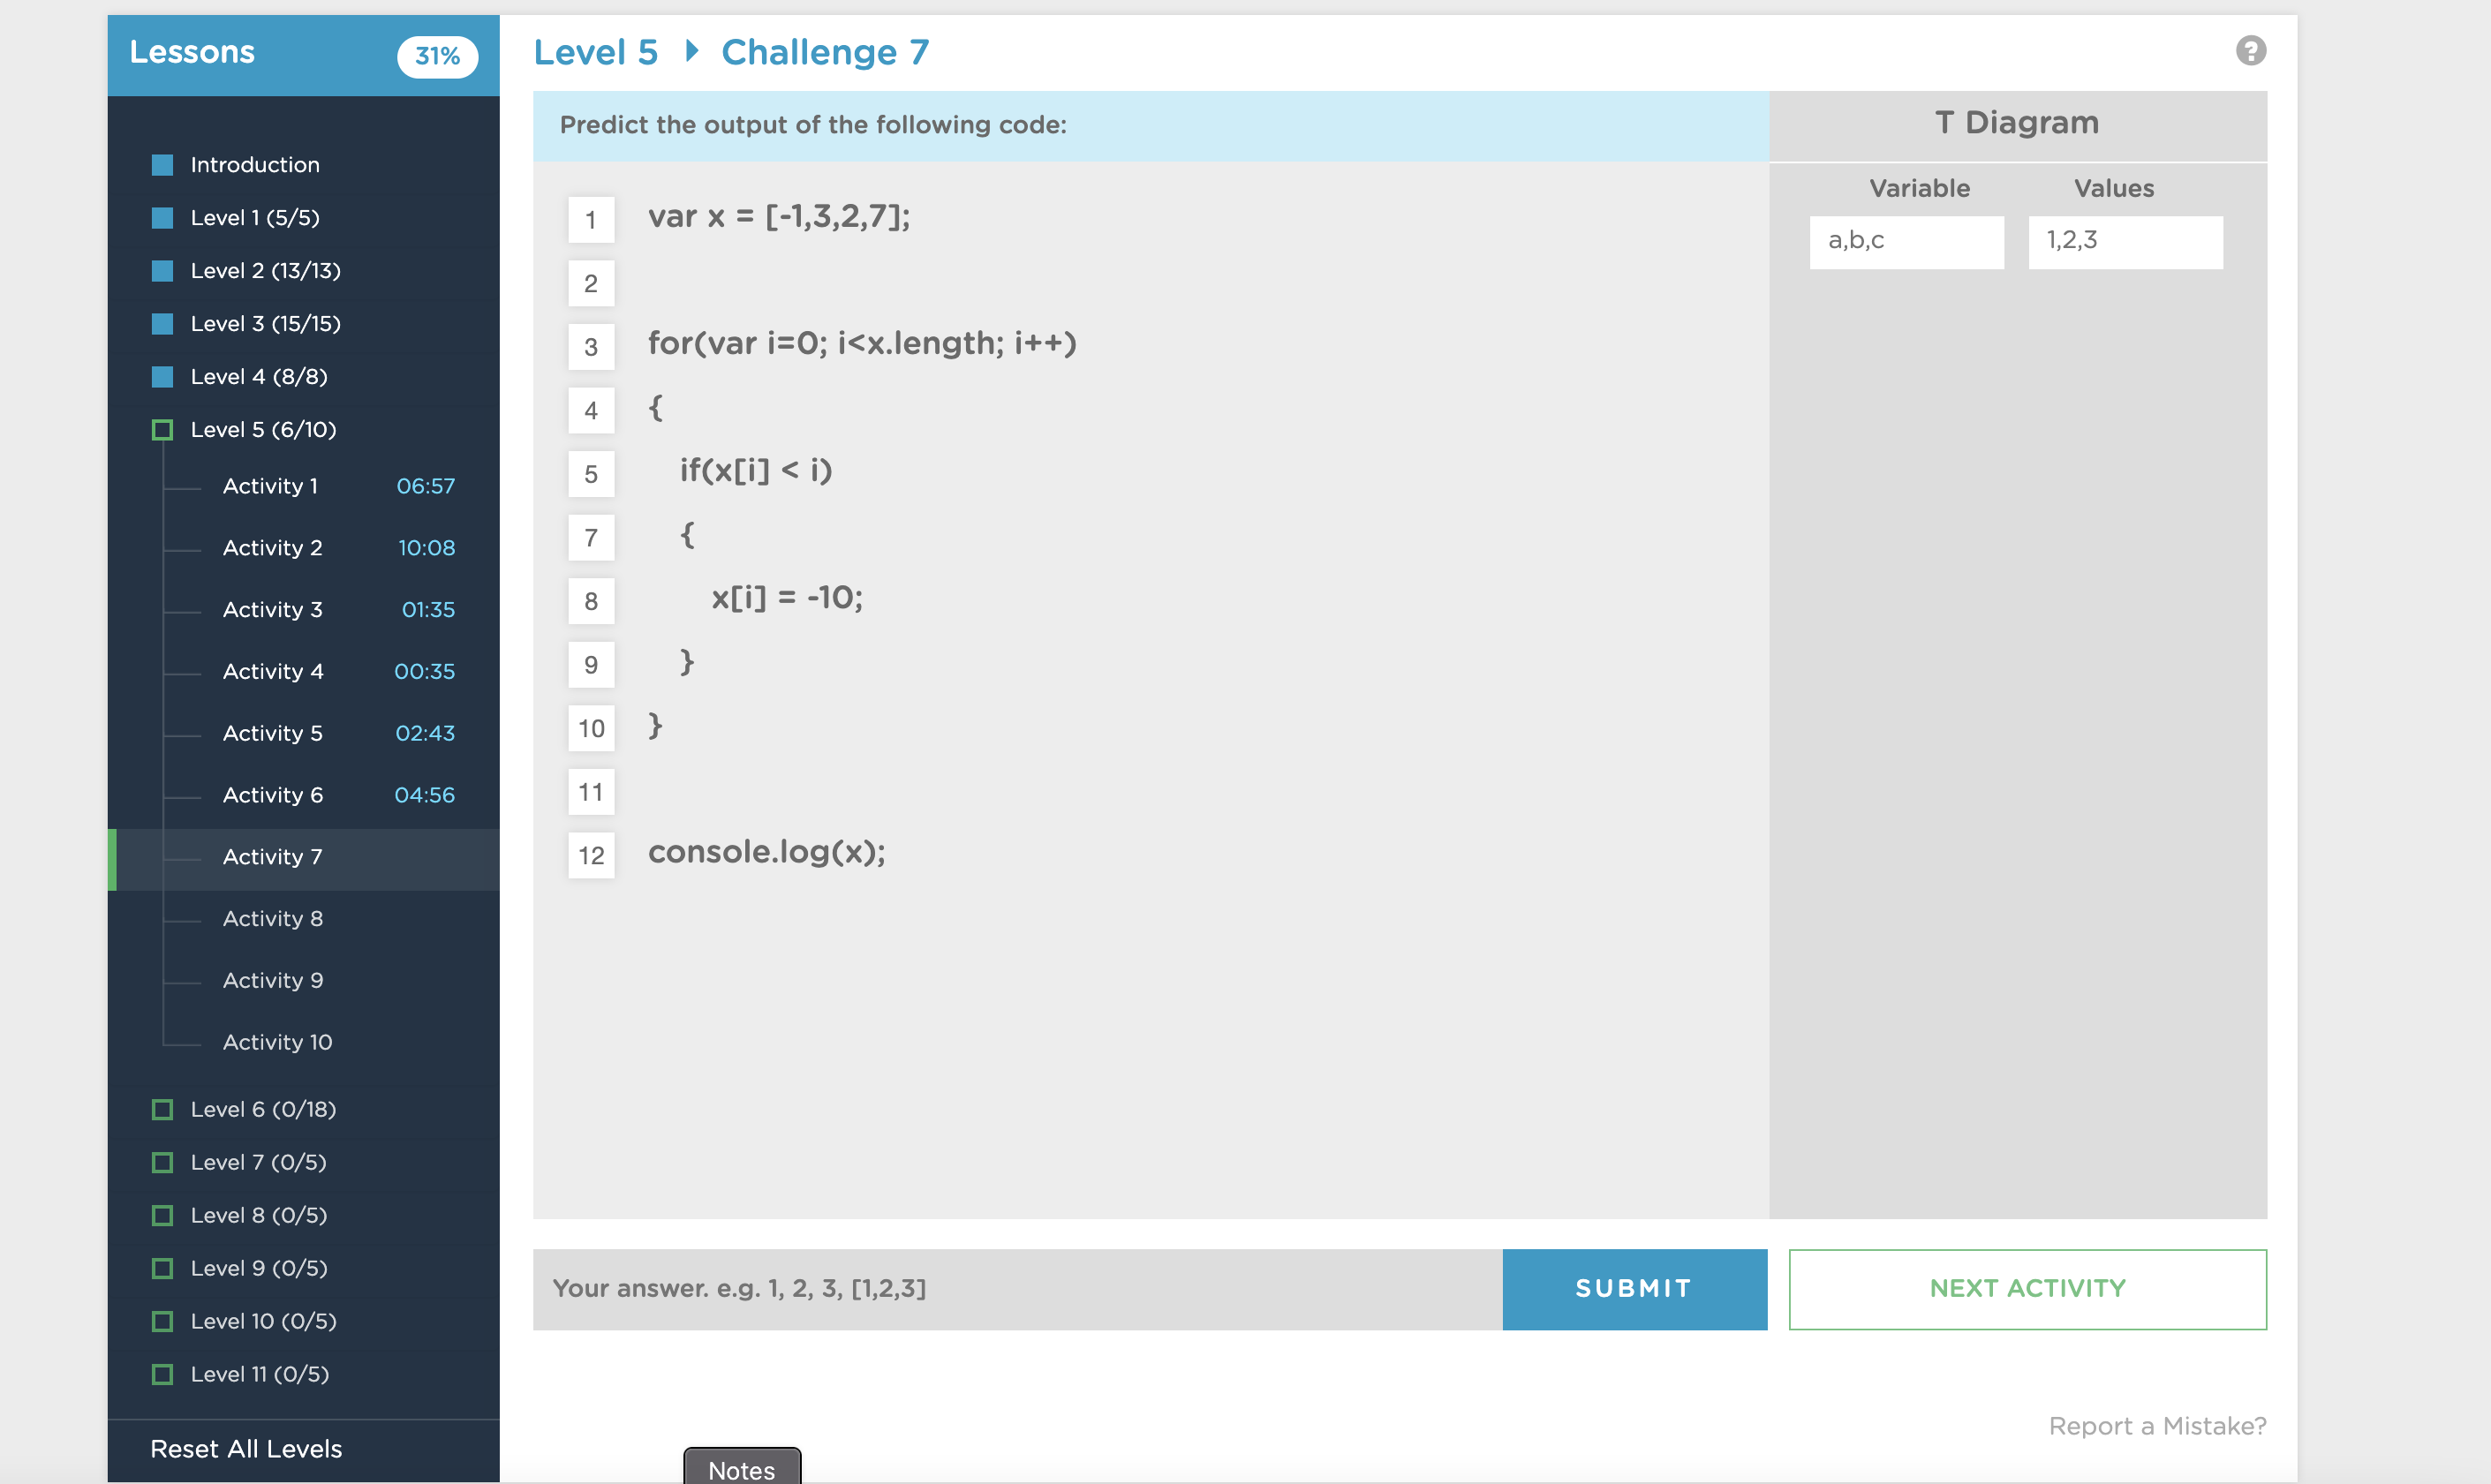 Lessons
31%
Introduction
Level 1 (5/5)
Level 2 (13/13)
Level 3 (15/15)
Level 4 (8/8)
Level 5 (6/10)
Activity 1 06:57
Activity 2 10:08
Activity 3 01:35
Activity 4 00:35
Activity 5 02:43
Activity 6 04:56
Activity 7
Activity 8
Activity 9
Activity 10
Level 6 (0/18)
Level 7 (0/5)
Level 8 (0/5)
Level 9 (0/5)
Level 10 (0/5)
Level 11 (0/5)
Reset All Levels
Level 5 Challenge 7
?
Predict the output of the following code:
1 var x = [-1,3,2,7];
2
3 for(var i=0; i<x.length; i++)
4 {
5 if(x[i] < i)
7 {
8 x[i] = -10;
9 }
10 }
11
12 console.log(x);
T Diagram
Variable Values
a,b,c 1,2,3
Your answer. e.g. 1, 2, 3, [1,2,3]
SUBMIT
NEXT ACTIVITY
Report a Mistake?
Notes